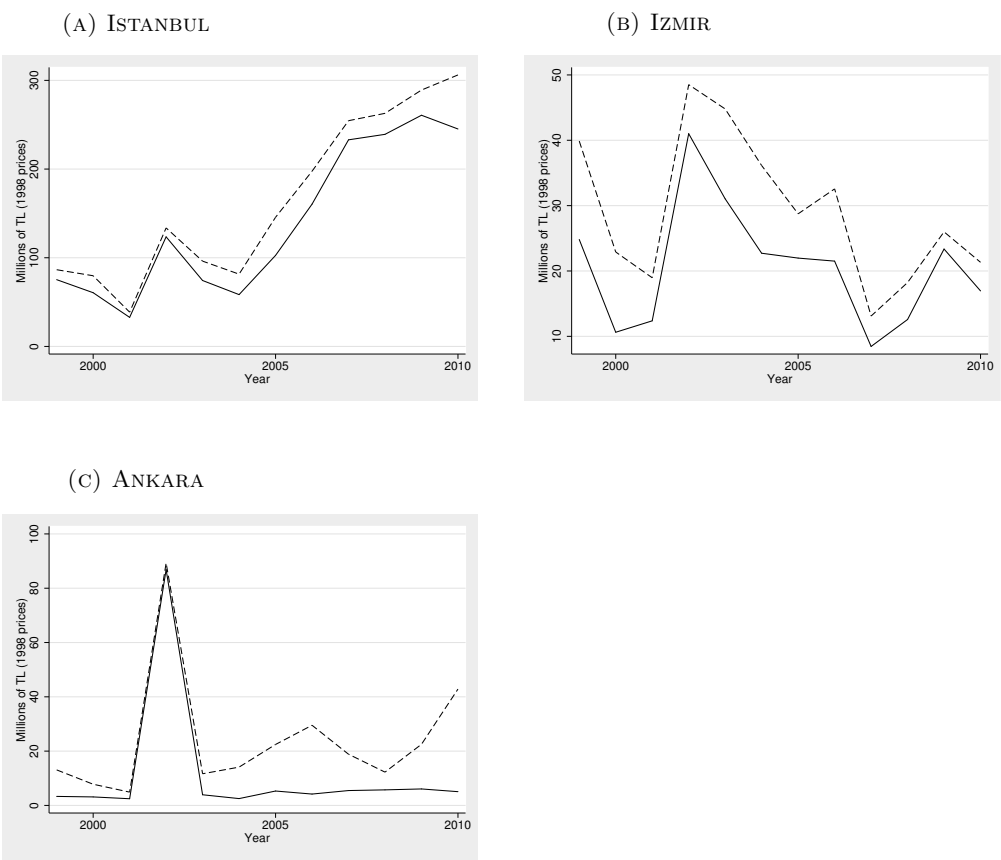 (A) ISTANBUL
Millions of TL (1998 prices)
300
200
100
0
2000 2005 2010
Year
(B) IZMIR
Millions of TL (1998 prices)
50
40
30
20
10
2000 2005 2010
Year
(C) ANKARA
Millions of TL (1998 prices)
100
80
60
40
20
0
2000 2005 2010
Year